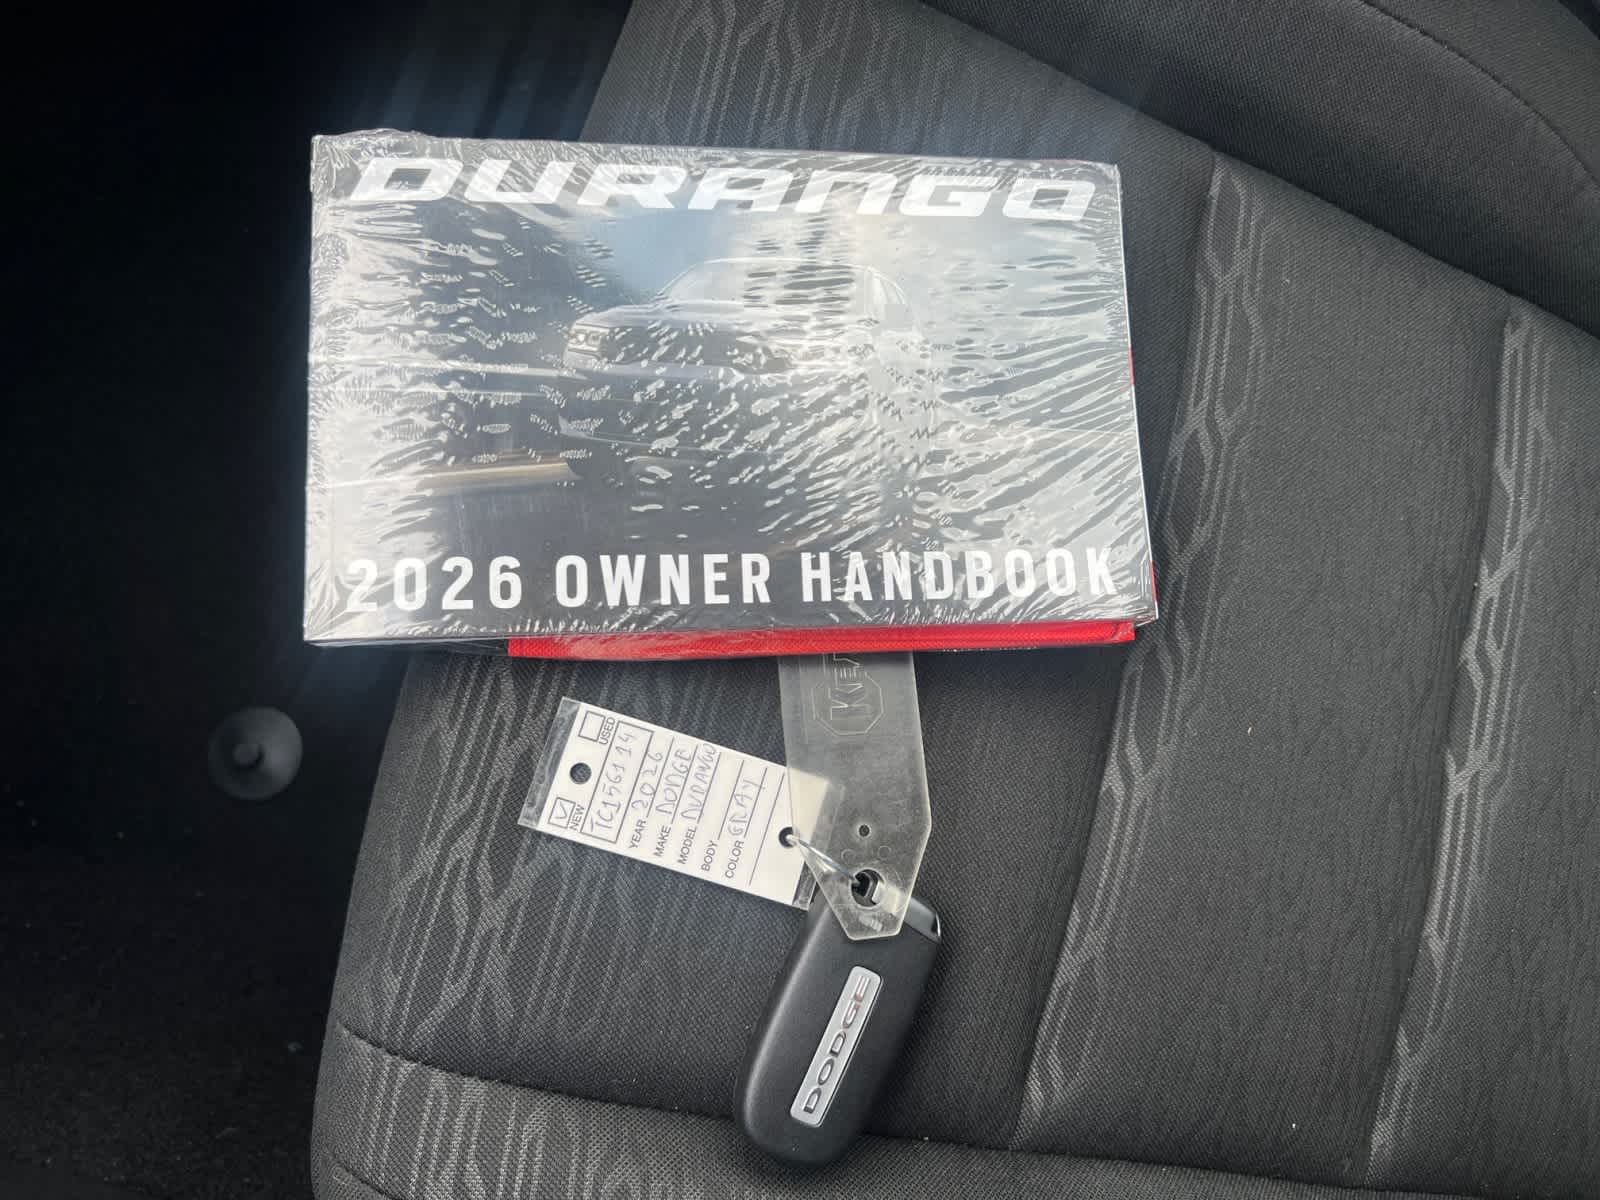 DURANGO
2026 OWNER HANDBOOK
USED
NEW
TC156114
YEAR 2026
MAKE DODGE
MODEL DURANGO
BODY
COLOR GRAY
DODGE